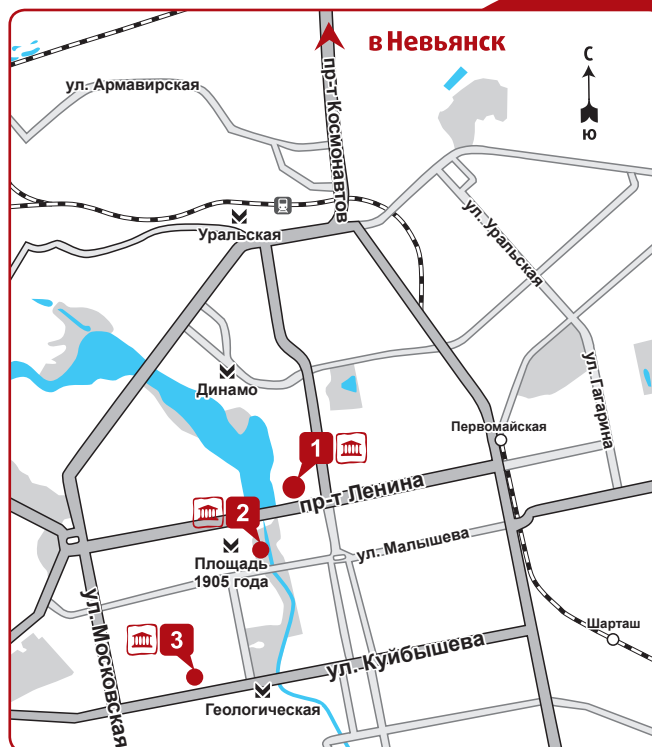 в Невьянск
С
ю
ул. Армавирская
пр-т Космонавтов
Уральская
ул. Уральская
Динамо
ул. Гагарина
Первомайская
1
пр-т Ленина
2
Площадь
1905 года
ул. Малышева
ул. Московская
3
Шарташ
ул. Куйбышева
Геологическая